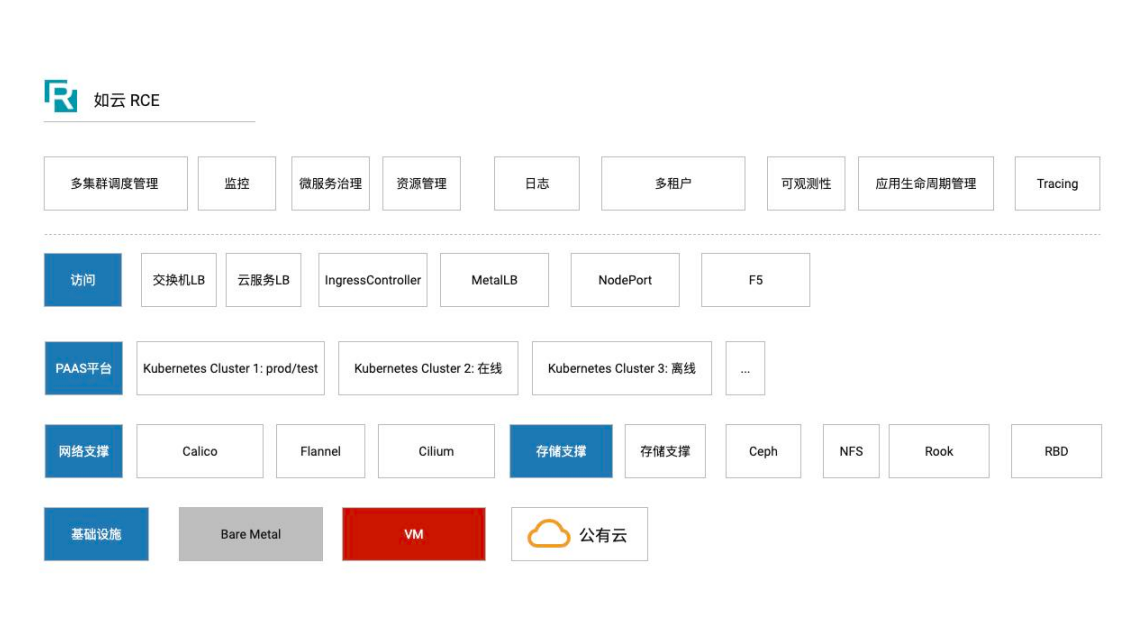 如云 RCE
多集群调度管理 监控 微服务治理 资源管理 日志 多租户 可观测性 应用生命周期管理 Tracing
访问 交换机LB 云服务LB IngressController MetalLB NodePort F5
PAAS平台 Kubernetes Cluster 1: prod/test Kubernetes Cluster 2: 在线 Kubernetes Cluster 3: 离线 ...
网络支撑 Calico Flannel Cilium 存储支撑 存储支撑 Ceph NFS Rook RBD
基础设施 Bare Metal VM 公有云